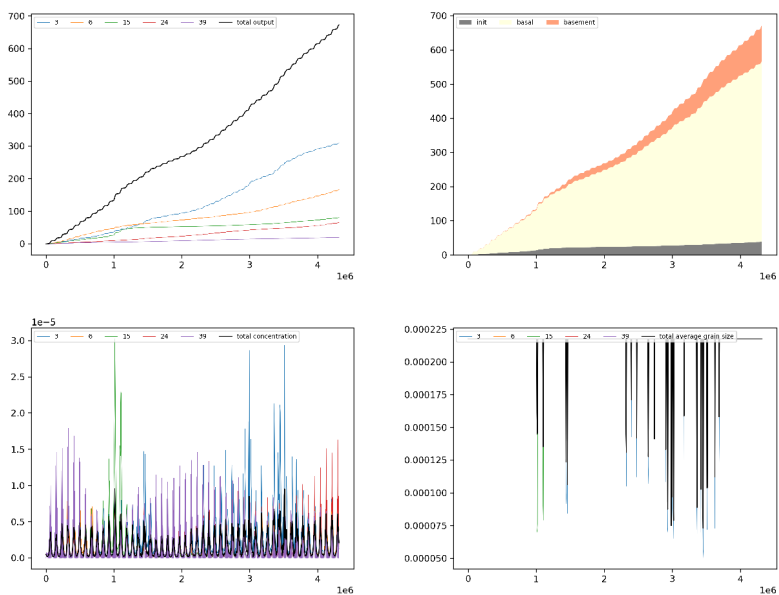 700
600
500
400
300
200
100
0
3 6 15 24 39 total output
0 1 2 3 4
1e6
700
600
500
400
300
200
100
0
init basal basement
0 1 2 3 4
1e6
1e−5
3.0
2.5
2.0
1.5
1.0
0.5
0.0
3 6 15 24 39 total concentration
0 1 2 3 4
1e6
0.000225
0.000200
0.000175
0.000150
0.000125
0.000100
0.000075
0.000050
3 6 15 24 39 total average grain size
0 1 2 3 4
1e6